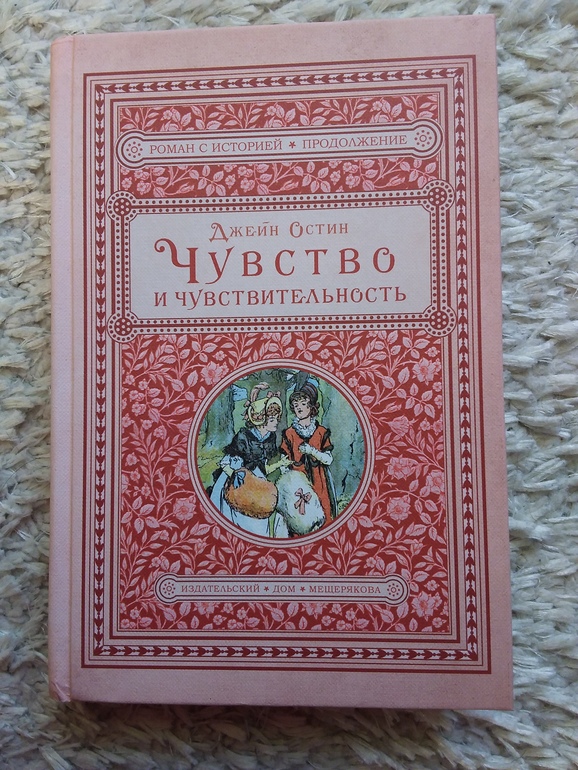 РОМАН С ИСТОРИЕЙ ★ ПРОДОЛЖЕНИЕ
ДЖЕЙН ОСТИН
ЧУВСТВО
И ЧУВСТВИТЕЛЬНОСТЬ
ИЗДАТЕЛЬСКИЙ ★ ДОМ ★ МЕЩЕРЯКОВА